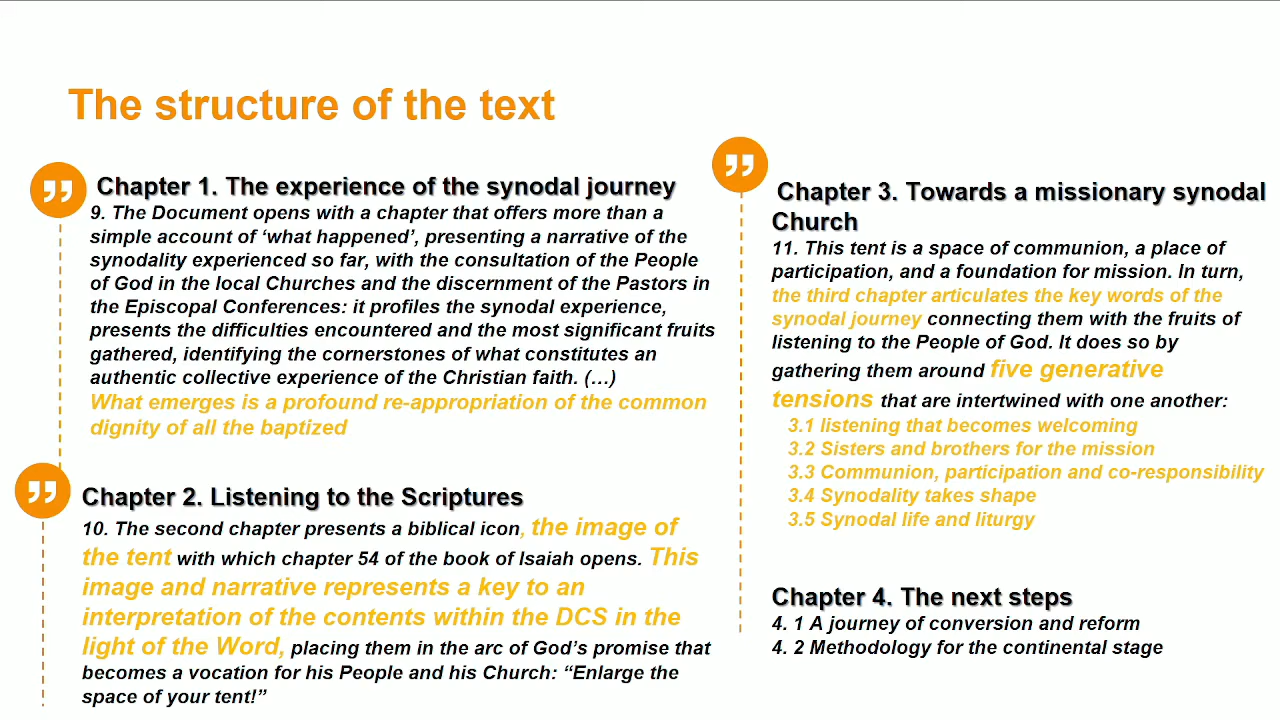 The structure of the text
Chapter 1. The experience of the synodal journey
9. The Document opens with a chapter that offers more than a
simple account of ‘what happened’, presenting a narrative of the
synodality experienced so far, with the consultation of the People
of God in the local Churches and the discernment of the Pastors in
the Episcopal Conferences: it profiles the synodal experience,
presents the difficulties encountered and the most significant fruits
gathered, identifying the cornerstones of what constitutes an
authentic collective experience of the Christian faith. (…)
What emerges is a profound re-appropriation of the common
dignity of all the baptized
Chapter 2. Listening to the Scriptures
10. The second chapter presents a biblical icon, the image of
the tent with which chapter 54 of the book of Isaiah opens. This
image and narrative represents a key to an
interpretation of the contents within the DCS in the
light of the Word, placing them in the arc of God’s promise that
becomes a vocation for his People and his Church: “Enlarge the
space of your tent!”
Chapter 3. Towards a missionary synodal
Church
11. This tent is a space of communion, a place of
participation, and a foundation for mission. In turn,
the third chapter articulates the key words of the
synodal journey connecting them with the fruits of
listening to the People of God. It does so by
gathering them around five generative
tensions that are intertwined with one another:
3.1 listening that becomes welcoming
3.2 Sisters and brothers for the mission
3.3 Communion, participation and co-responsibility
3.4 Synodality takes shape
3.5 Synodal life and liturgy
Chapter 4. The next steps
4. 1 A journey of conversion and reform
4. 2 Methodology for the continental stage